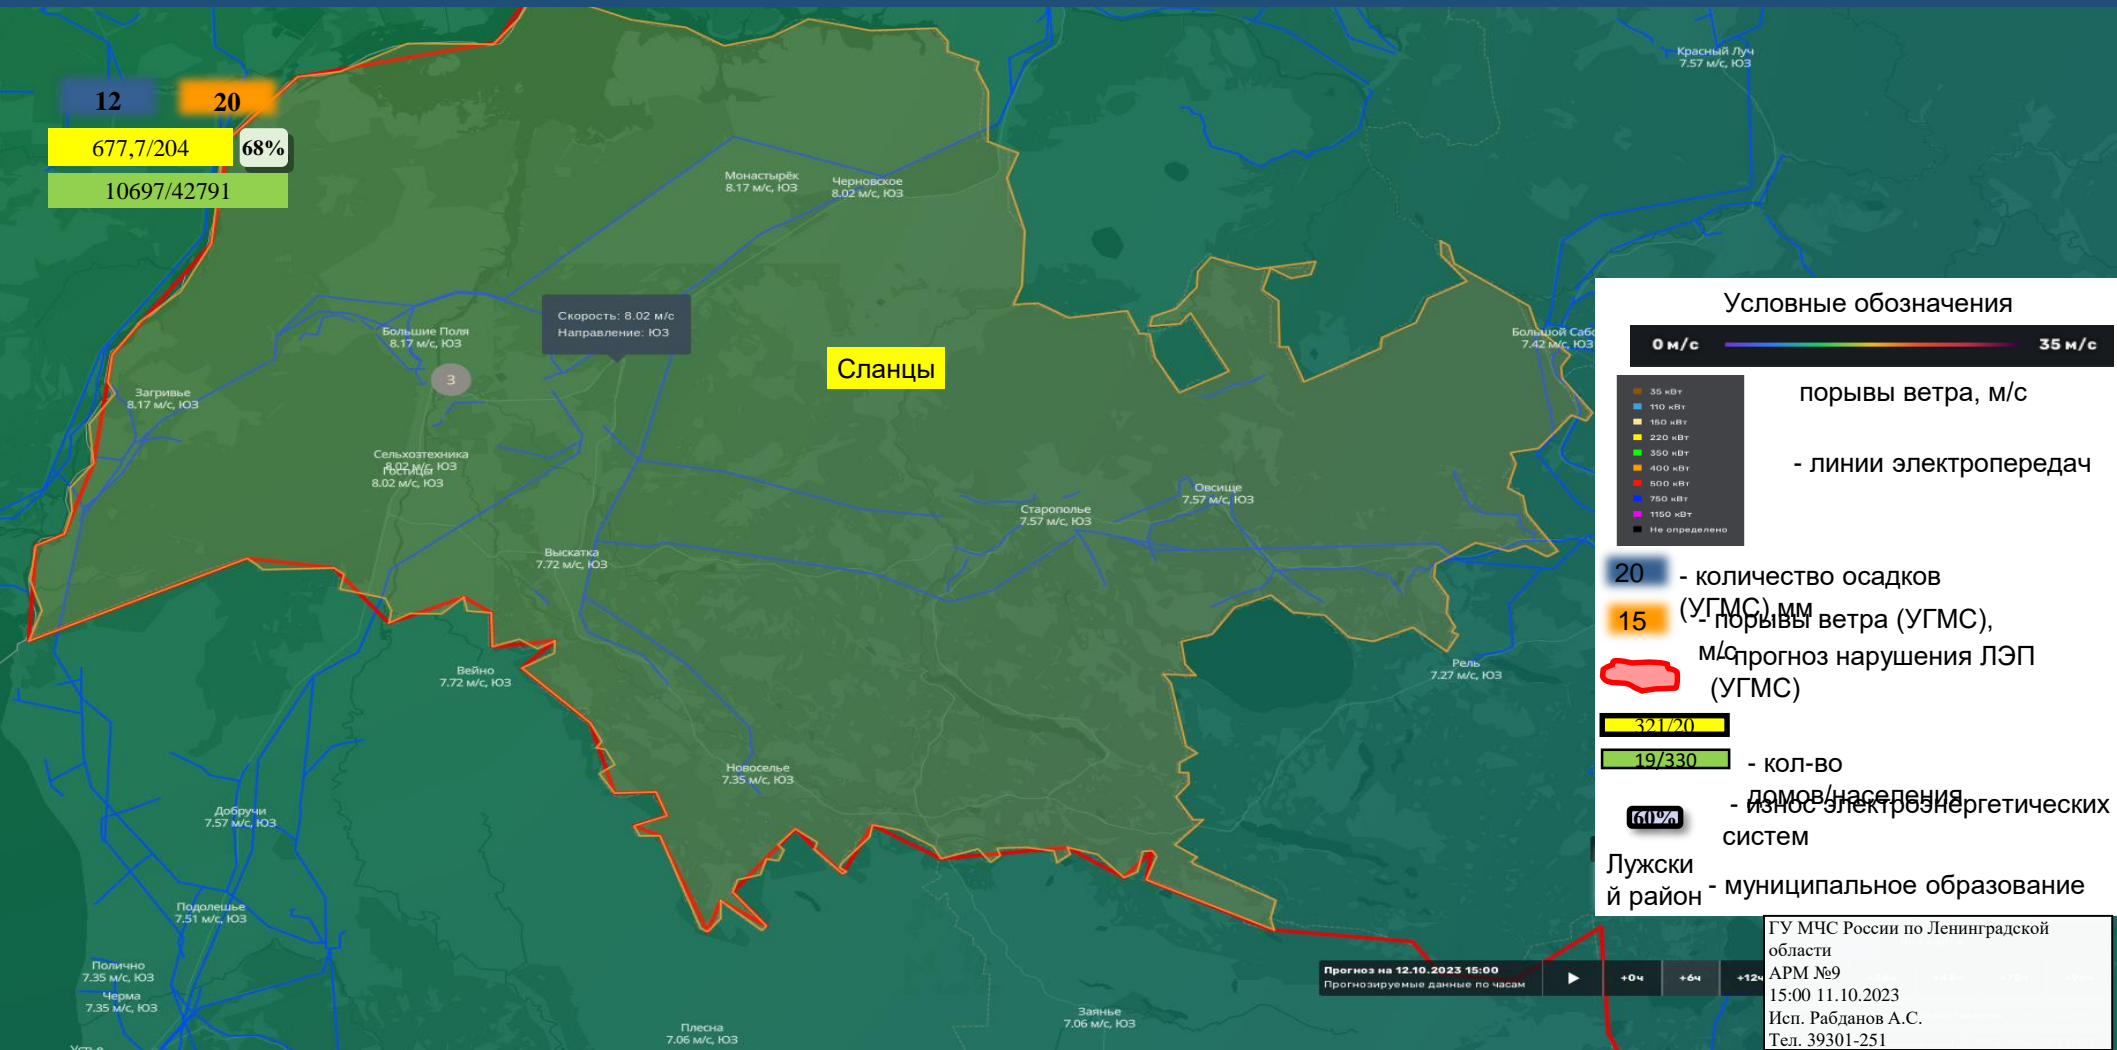 12
20
677,7/204
68%
10697/42791
Красный Луч
7.57 м/с, ЮЗ
Монастырёк
8.17 м/с, ЮЗ
Черновское
8.02 м/с, ЮЗ
Скорость: 8.02 м/с
Направление: ЮЗ
Большие Поля
8.17 м/с, ЮЗ
3
Сланцы
Загривье
8.17 м/с, ЮЗ
Большой Сабс
7.42 м/с, ЮЗ
Сельхозтехника
8.02 м/с, ЮЗ
Гостицы
8.02 м/с, ЮЗ
Овсище
7.57 м/с, ЮЗ
Старополье
7.57 м/с, ЮЗ
Выскатка
7.72 м/с, ЮЗ
Вейно
7.72 м/с, ЮЗ
Рель
7.27 м/с, ЮЗ
Новоселье
7.35 м/с, ЮЗ
Добручи
7.57 м/с, ЮЗ
Подолешье
7.51 м/с, ЮЗ
Полично
7.35 м/с, ЮЗ
Черма
7.35 м/с, ЮЗ
Плесна
7.06 м/с, ЮЗ
Заянье
7.06 м/с, ЮЗ
Условные обозначения
0 м/с
35 м/с
порывы ветра, м/с
35 кВт
110 кВт
150 кВт
220 кВт
350 кВт
400 кВт
500 кВт
750 кВт
1150 кВт
Не определено
- линии электропередач
20
- количество осадков
(УГМС),мм
15
- порывы ветра (УГМС),
м/с
- прогноз нарушения ЛЭП
(УГМС)
321/20
19/330
- кол-во
домов/населения
60%
- износ электроэнергетических
систем
Лужски
й район
- муниципальное образование
Прогноз на 12.10.2023 15:00
Прогнозируемые данные по часам
+0ч
+6ч
+12ч
ГУ МЧС России по Ленинградской
области
АРМ №9
15:00 11.10.2023
Исп. Рабданов А.С.
Тел. 39301-251